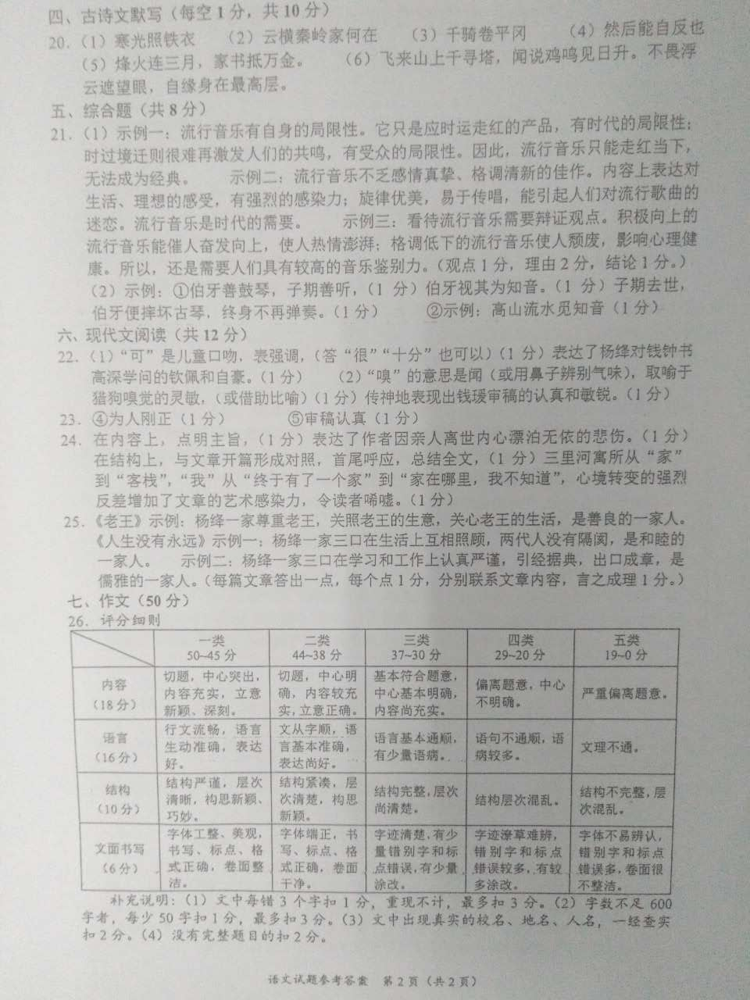 四、古诗文默写（每空 1 分，共 10 分）
20.（1）寒光照铁衣　（2）云横秦岭家何在　（3）千骑卷平冈　（4）然后能自反也
（5）烽火连三月，家书抵万金。　（6）飞来山上千寻塔，闻说鸡鸣见日升。不畏浮
云遮望眼，自缘身在最高层。
五、综合题（共 8 分）
21.（1）示例一：流行音乐有自身的局限性。它只是应时运走红的产品，有时代的局限性；
时过境迁则很难再激发人们的共鸣，有受众的局限性。因此，流行音乐只能走红当下，
无法成为经典。　示例二：流行音乐不乏感情真挚、格调清新的佳作。内容上表达对
生活、理想的感受，有强烈的感染力；旋律优美，易于传唱，能引起人们对流行歌曲的
迷恋。流行音乐是时代的需要。　示例三：看待流行音乐需要辩证观点。积极向上的
流行音乐能催人奋发向上，使人热情澎湃；格调低下的流行音乐使人颓废，影响心理健
康。所以，还是需要人们具有较高的音乐鉴别力。（观点 1 分，理由 2 分，结论 1 分。）
（2）示例：①伯牙善鼓琴，子期善听，（1 分）伯牙视其为知音。（1 分）子期去世，
伯牙便摔坏古琴，终身不再弹奏。（1 分）　②示例：高山流水觅知音（1 分）
六、现代文阅读（共 12 分）
22.（1）“可”是儿童口吻，表强调，（答“很”“十分”也可以）（1 分）表达了杨绛对钱钟书
高深学问的钦佩和自豪。（1 分）　（2）“嗅”的意思是闻（或用鼻子辨别气味），取喻于
猎狗嗅觉的灵敏，（或借助比喻）（1 分）传神地表现出钱瑗审稿的认真和敏锐。（1 分）
23. ④为人刚正（1 分）　⑤审稿认真（1 分）
24. 在内容上，点明主旨，（1 分）表达了作者因亲人离世内心漂泊无依的悲伤。（1 分）
在结构上，与文章开篇形成对照，首尾呼应，总结全文，（1 分）三里河寓所从“家”
到“客栈”，“我”从“终于有了一个家”到“家在哪里，我不知道”，心境转变的强烈
反差增加了文章的艺术感染力，令读者唏嘘。（1 分）
25.《老王》示例：杨绛一家尊重老王，关照老王的生意，关心老王的生活，是善良的一家人。
《人生没有永远》示例一：杨绛一家三口在生活上互相照顾，两代人没有隔阂，是和睦的
一家人。　示例二：杨绛一家三口在学习和工作上认真严谨，引经据典，出口成章，是
儒雅的一家人。（每篇文章答出一点，每个点 1 分，分别联系文章内容，言之成理 1 分。）
七、作文（50 分）
26. 评分细则
一类 二类 三类 四类 五类
50~45 分 44~38 分 37~30 分 29~20 分 19~0 分
内容
（18 分）
切题，中心突出，
内容充实，立意
新颖、深刻。
切题，中心明
确，内容较充
实，立意正确。
基本符合题意，
中心基本明确，
内容尚充实。
偏离题意，中心
不明确。
严重偏离题意。
语言
（16 分）
行文流畅，语言
生动准确，表达
好。
文从字顺，语
言基本准确，
表达尚好。
语言基本通顺，
有少量语病。
语句不通顺，语
病较多。
文理不通。
结构
（10 分）
结构严谨，层次
清晰，构思新颖、
巧妙。
结构紧凑，层
次清楚，构思
新颖。
结构完整，层次
尚清楚。
结构层次混乱。
结构不完整，层
次混乱。
文面书写
（6 分）
字体工整、美观，
书写、标点、格
式正确，卷面整
洁。
字体端正，书
写、标点、格
式正确，卷面
干净。
字迹清楚，有少
量错别字和标
点错误，有少量
涂改。
字迹潦草难辨，
错别字和标点
错误较多，有较
多涂改。
字体不易辨认，
错别字和标点
错误多，卷面很
不整洁。
补充说明：（1）文中每错 3 个字扣 1 分，重现不计，最多扣 3 分。（2）字数不足 600
字者，每少 50 字扣 1 分，最多扣 3 分。（3）文中出现真实的校名、地名、人名，一经查实
扣 2 分。（4）没有完整题目的扣 2 分。
语文试题参考答案　第 2 页（共 2 页）